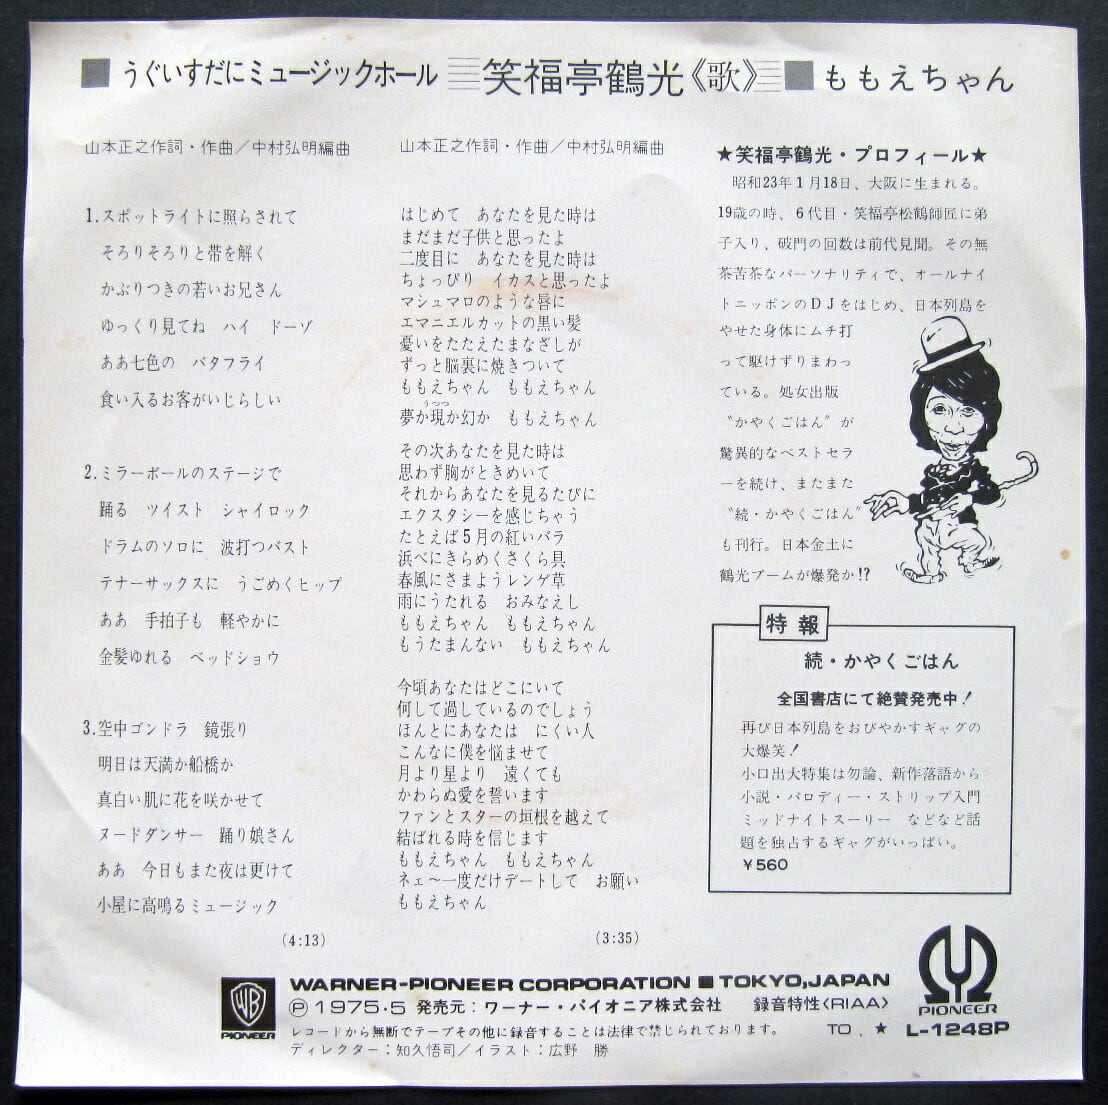 ■ うぐいすだにミュージックホール 笑福亭鶴光《歌》 ■ ももえちゃん
山本正之作詞・作曲／中村弘明編曲
1.スポットライトに照らされて
そろりそろりと帯を解く
かぶりつきの若いお兄さん
ゆっくり見てね ハイ ドーゾ
ああ七色の バタフライ
食い入るお客がいじらしい
2.ミラーボールのステージで
踊る ツイスト シャイロック
ドラムのソロに 波打つバスト
テナーサックスに うごめくヒップ
ああ 手拍子も 軽やかに
金髪ゆれる ベッドショウ
3.空中ゴンドラ 鏡張り
明日は天満か船橋か
真白い肌に花を咲かせて
ヌードダンサー 踊り娘さん
ああ 今日もまた夜は更けて
小屋に高鳴るミュージック
(4:13)
山本正之作詞・作曲／中村弘明編曲
はじめて あなたを見た時は
まだまだ子供と思ったよ
二度目に あなたを見た時は
ちょっぴり イカスと思ったよ
マシュマロのような唇に
エマニエルカットの黒い髪
憂いをたたえたまなざしが
ずっと脳裏に焼きついて
ももえちゃん ももえちゃん
うつつ
夢か現か幻か ももえちゃん
その次あなたを見た時は
思わず胸がときめいて
それからあなたを見るたびに
エクスタシーを感じちゃう
たとえば5月の紅いバラ
浜べにきらめくさくら貝
春風にさまようレンゲ草
雨にうたれる おみなえし
ももえちゃん ももえちゃん
もうたまんない ももえちゃん
今頃あなたはどこにいて
何して過しているのでしょう
ほんとにあなたは にくい人
こんなに僕を悩ませて
月より星より 遠くても
かわらぬ愛を誓います
ファンとスターの垣根を越えて
結ばれる時を信じます
ももえちゃん ももえちゃん
ネェ～一度だけデートして お願い
ももえちゃん
(3:35)
★笑福亭鶴光・プロフィール★
昭和23年1月18日、大阪に生まれる。
19歳の時、6代目・笑福亭松鶴師匠に弟
子入り、破門の回数は前代見聞。その無
茶苦茶なパーソナリティで、オールナイ
トニッポンのDJをはじめ、日本列島を
やせた身体にムチ打
って駆けずりまわっ
ている。処女出版
〝かやくごはん〟が
驚異的なベストセラ
ーを続け、またまた
〝続・かやくごはん〟
も刊行。日本全土に
鶴光ブームが爆発か!?
特報
続・かやくごはん
全国書店にて絶賛発売中！
再び日本列島をおびやかすギャグの
大爆笑！
小口出大特集は勿論、新作落語から
小説・パロディー・ストリップ入門
ミッドナイトスーリー などなど話
題を独占するギャグがいっぱい。
￥560
WB
PIONEER
WARNER-PIONEER CORPORATION ■ TOKYO,JAPAN
Ⓟ1975・5 発売元：ワーナー・パイオニア株式会社 録音特性〈RIAA〉
レコードから無断でテープその他に録音することは法律で禁じられております。 TO. ★
ディレクター：知久悟司／イラスト：広野 勝
PIONEER
L-1248P